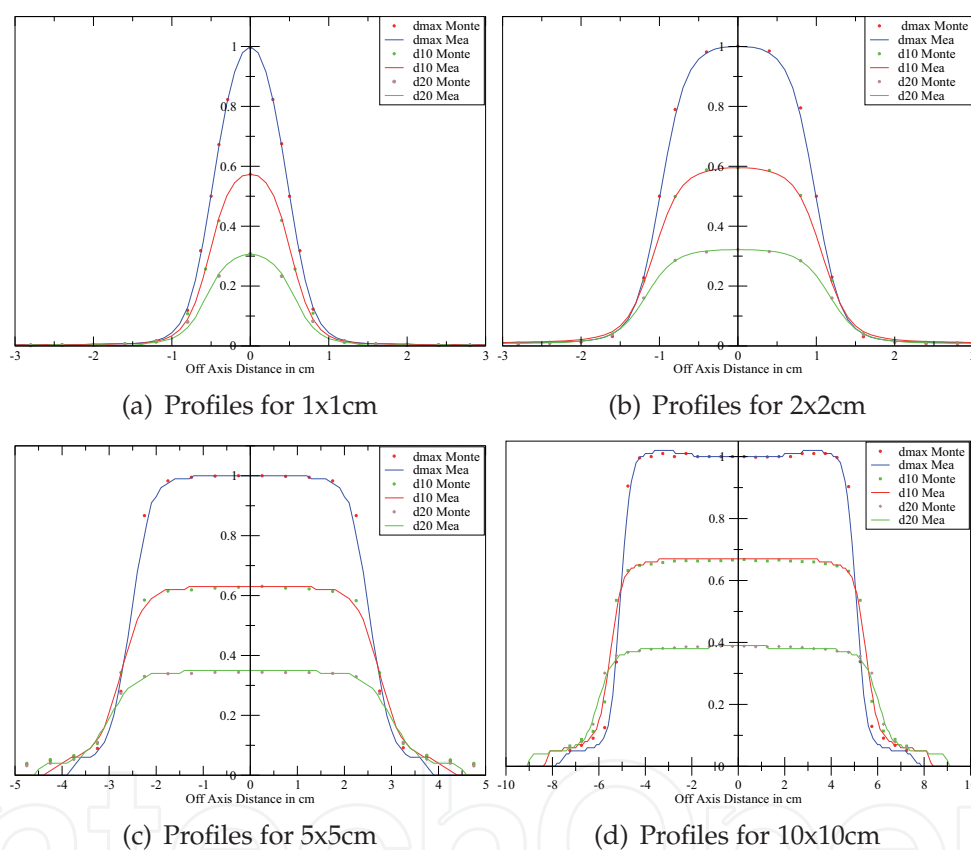 dmax Monte
dmax Mea
d10 Monte
d10 Mea
d20 Monte
d20 Mea
1
0.8
0.6
0.4
0.2
0
-3 -2 -1 0 1 2 3
Off Axis Distance in cm
(a) Profiles for 1x1cm
dmax Monte
dmax Mea
d10 Monte
d10 Mea
d20 Monte
d20 Mea
1
0.8
0.6
0.4
0.2
0
-3 -2 -1 0 1 2 3
Off Axis Distance in cm
(b) Profiles for 2x2cm
dmax Monte
dmax Mea
d10 Monte
d10 Mea
d20 Monte
d20 Mea
1
0.8
0.6
0.4
0.2
0
-5 -4 -3 -2 -1 0 1 2 3 4 5
Off Axis Distance in cm
(c) Profiles for 5x5cm
dmax Monte
dmax Mea
d10 Monte
d10 Mea
d20 Monte
d20 Mea
1
0.8
0.6
0.4
0.2
-10 -8 -6 -4 -2 0 2 4 6 8
Off Axis Distance in cm
(d) Profiles for 10x10cm